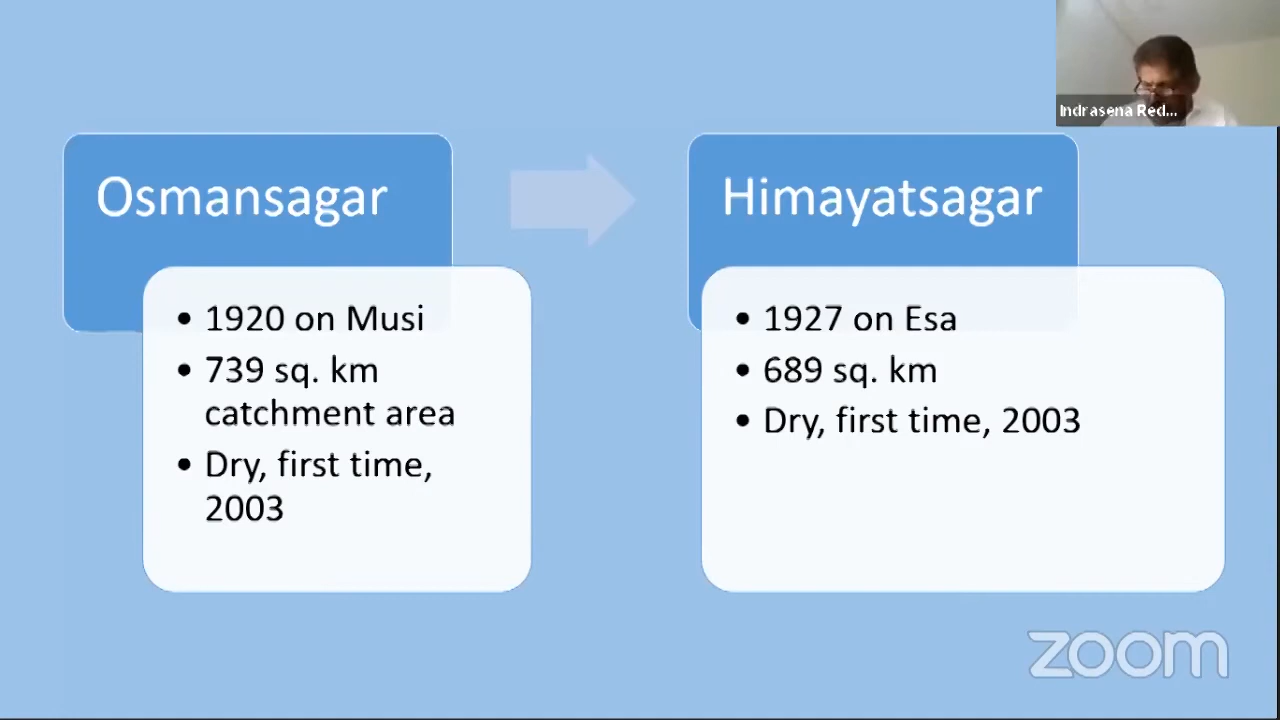 Indrasena Red...
Osmansagar
• 1920 on Musi
• 739 sq. km
catchment area
• Dry, first time,
2003
Himayatsagar
• 1927 on Esa
• 689 sq. km
• Dry, first time, 2003
zoom